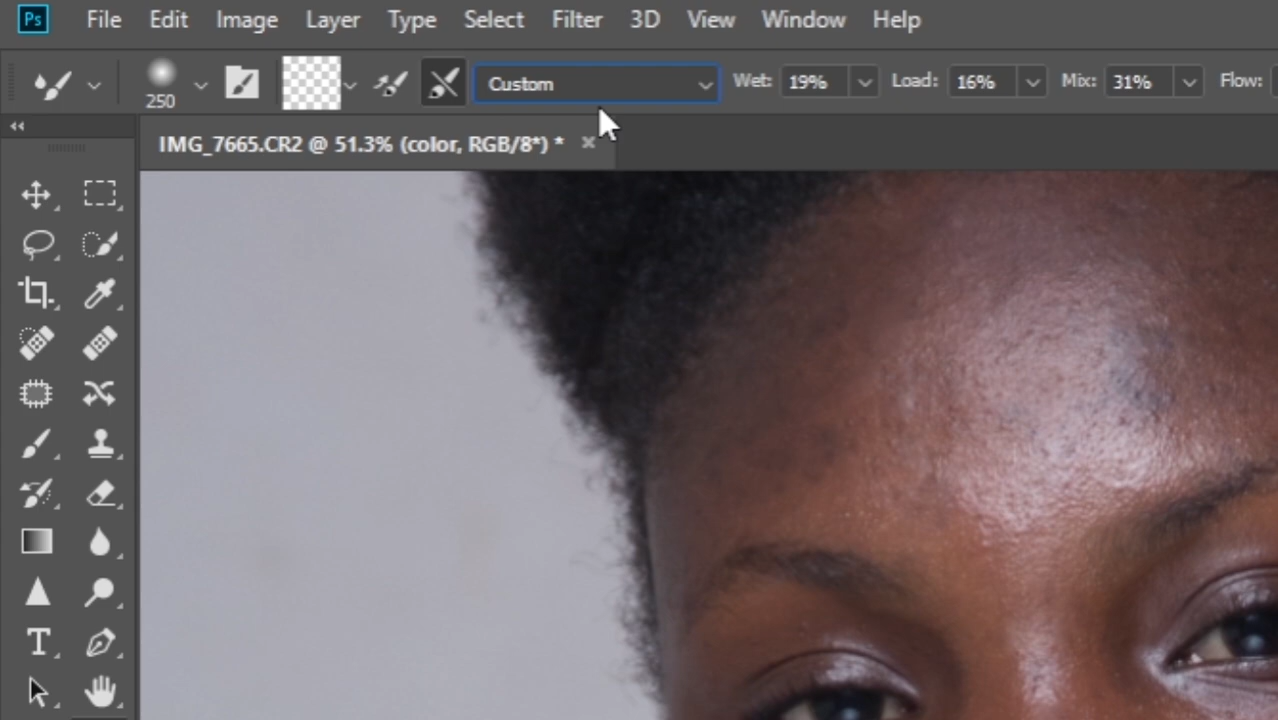 Ps File Edit Image Layer Type Select Filter 3D View Window Help
250 Custom Wet: 19% Load: 16% Mix: 31% Flow:
IMG_7665.CR2 @ 51.3% (color, RGB/8*) * ×
T